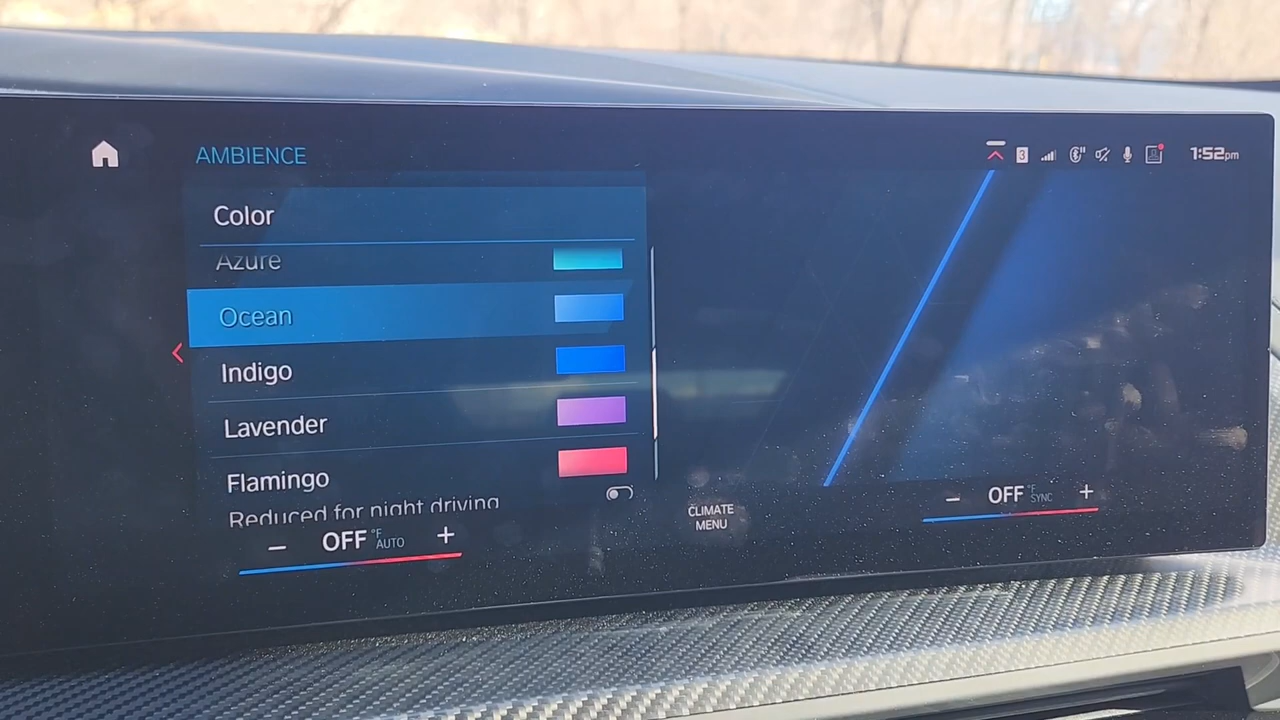 AMBIENCE
3
1:52pm
Color
Azure
Ocean
Indigo
Lavender
Flamingo
Reduced for night driving
CLIMATE
MENU
− OFF °F AUTO +
− OFF °F SYNC +